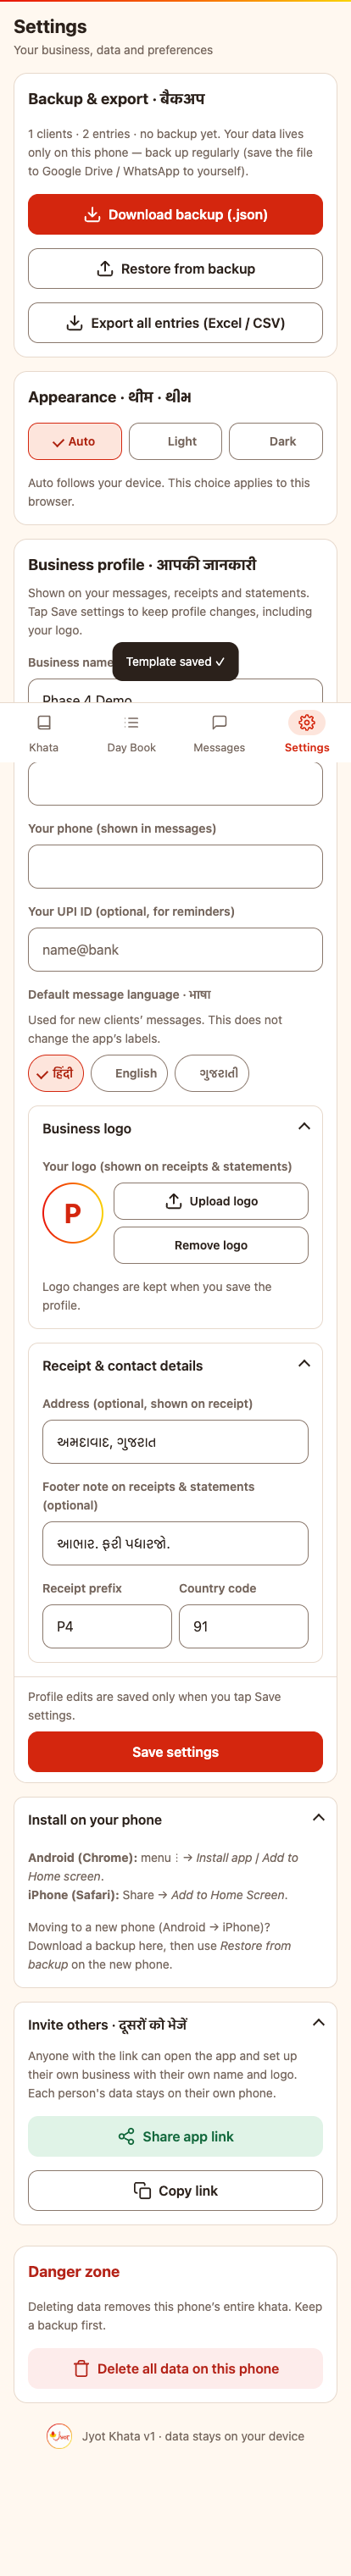 Settings
Your business, data and preferences
Backup & export · बैकअप
1 clients · 2 entries · no backup yet. Your data lives
only on this phone — back up regularly (save the file
to Google Drive / WhatsApp to yourself).
Download backup (.json)
Restore from backup
Export all entries (Excel / CSV)
Appearance · थीम · થીમ
Auto
Light
Dark
Auto follows your device. This choice applies to this
browser.
Business profile · आपकी जानकारी
Shown on your messages, receipts and statements.
Tap Save settings to keep profile changes, including
your logo.
Business name
Template saved ✓
Phase 4 Demo
Khata
Day Book
Messages
Settings
Your phone (shown in messages)
Your UPI ID (optional, for reminders)
name@bank
Default message language · भाषा
Used for new clients’ messages. This does not
change the app’s labels.
हिंदी
English
ગુજરાતી
Business logo
Your logo (shown on receipts & statements)
P
Upload logo
Remove logo
Logo changes are kept when you save the
profile.
Receipt & contact details
Address (optional, shown on receipt)
અમદાવાદ, ગુજરાત
Footer note on receipts & statements
(optional)
આભાર. ફરી પધારજો.
Receipt prefix
Country code
P4
91
Profile edits are saved only when you tap Save
settings.
Save settings
Install on your phone
Android (Chrome): menu ⋮ → Install app / Add to
Home screen.
iPhone (Safari): Share → Add to Home Screen.
Moving to a new phone (Android → iPhone)?
Download a backup here, then use Restore from
backup on the new phone.
Invite others · दूसरों को भेजें
Anyone with the link can open the app and set up
their own business with their own name and logo.
Each person's data stays on their own phone.
Share app link
Copy link
Danger zone
Deleting data removes this phone’s entire khata. Keep
a backup first.
Delete all data on this phone
Jyot Khata v1 · data stays on your device